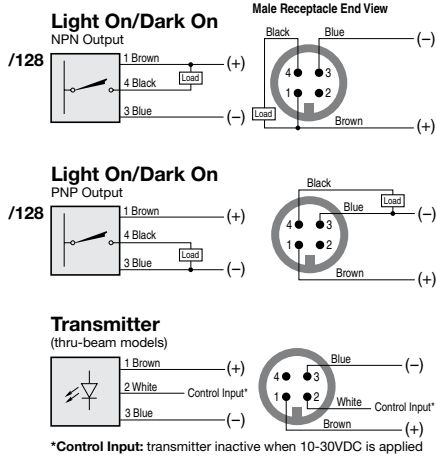 Light On/Dark On
NPN Output
Male Receptacle End View
/128
1 Brown
(+)
Load
4 Black
3 Blue
(–)
Black
Blue
(–)
4
3
1
2
Load
Brown
(+)
Light On/Dark On
PNP Output
/128
1 Brown
(+)
4 Black
Load
3 Blue
(–)
Black
Load
Blue
(–)
4
3
1
2
Brown
(+)
Transmitter
(thru-beam models)
1 Brown
(+)
2 White
Control Input*
3 Blue
(–)
Blue
(–)
4
3
1
2
White
Control Input*
Brown
(+)
*Control Input: transmitter inactive when 10-30VDC is applied